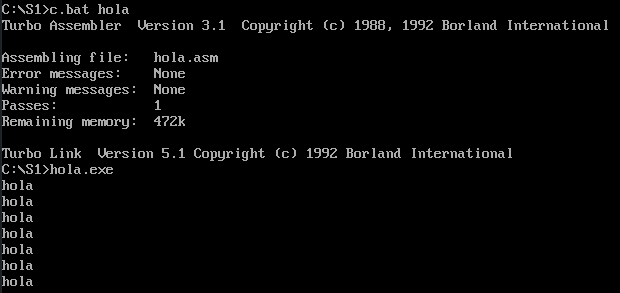 C:\S1>c.bat hola
Turbo Assembler  Version 3.1  Copyright (c) 1988, 1992 Borland International

Assembling file:   hola.asm
Error messages:    None
Warning messages:  None
Passes:            1
Remaining memory:  472k

Turbo Link  Version 5.1 Copyright (c) 1992 Borland International
C:\S1>hola.exe
hola
hola
hola
hola
hola
hola
hola